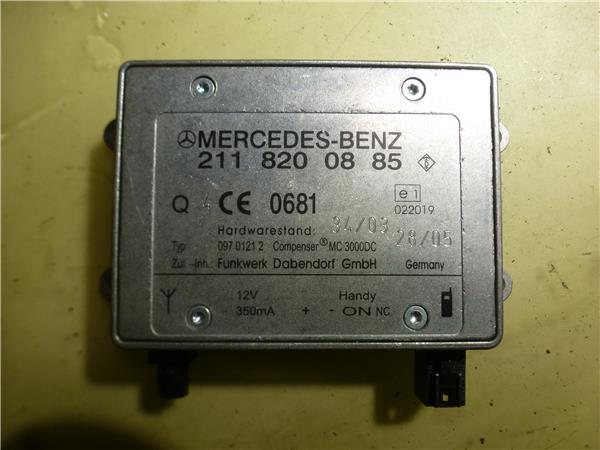 MERCEDES-BENZ
211 820 08 85
Q CE 0681 e1
022019
Hardwarestand: 34/03 28/05
Typ 097 0121 2 Compenser® MC 3000DC
Zul.-Inh.: Funkwerk Dabendorf GmbH Germany
12V Handy
350mA + - ON NC